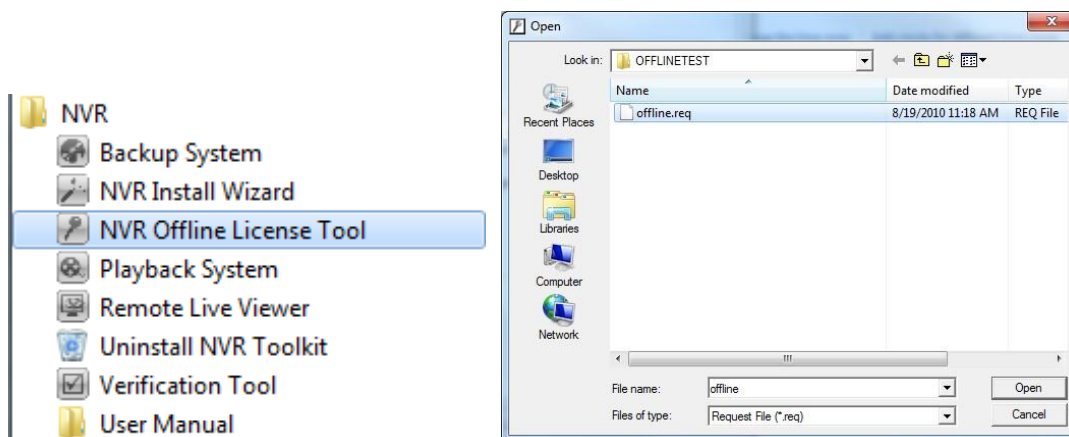 NVR
Backup System
NVR Install Wizard
NVR Offline License Tool
Playback System
Remote Live Viewer
Uninstall NVR Toolkit
Verification Tool
User Manual
Open
Look in: OFFLINETEST
Name Date modified Type
offline.req 8/19/2010 11:18 AM REQ File
Recent Places
Desktop
Libraries
Computer
Network
File name: offline Open
Files of type: Request File (*.req) Cancel